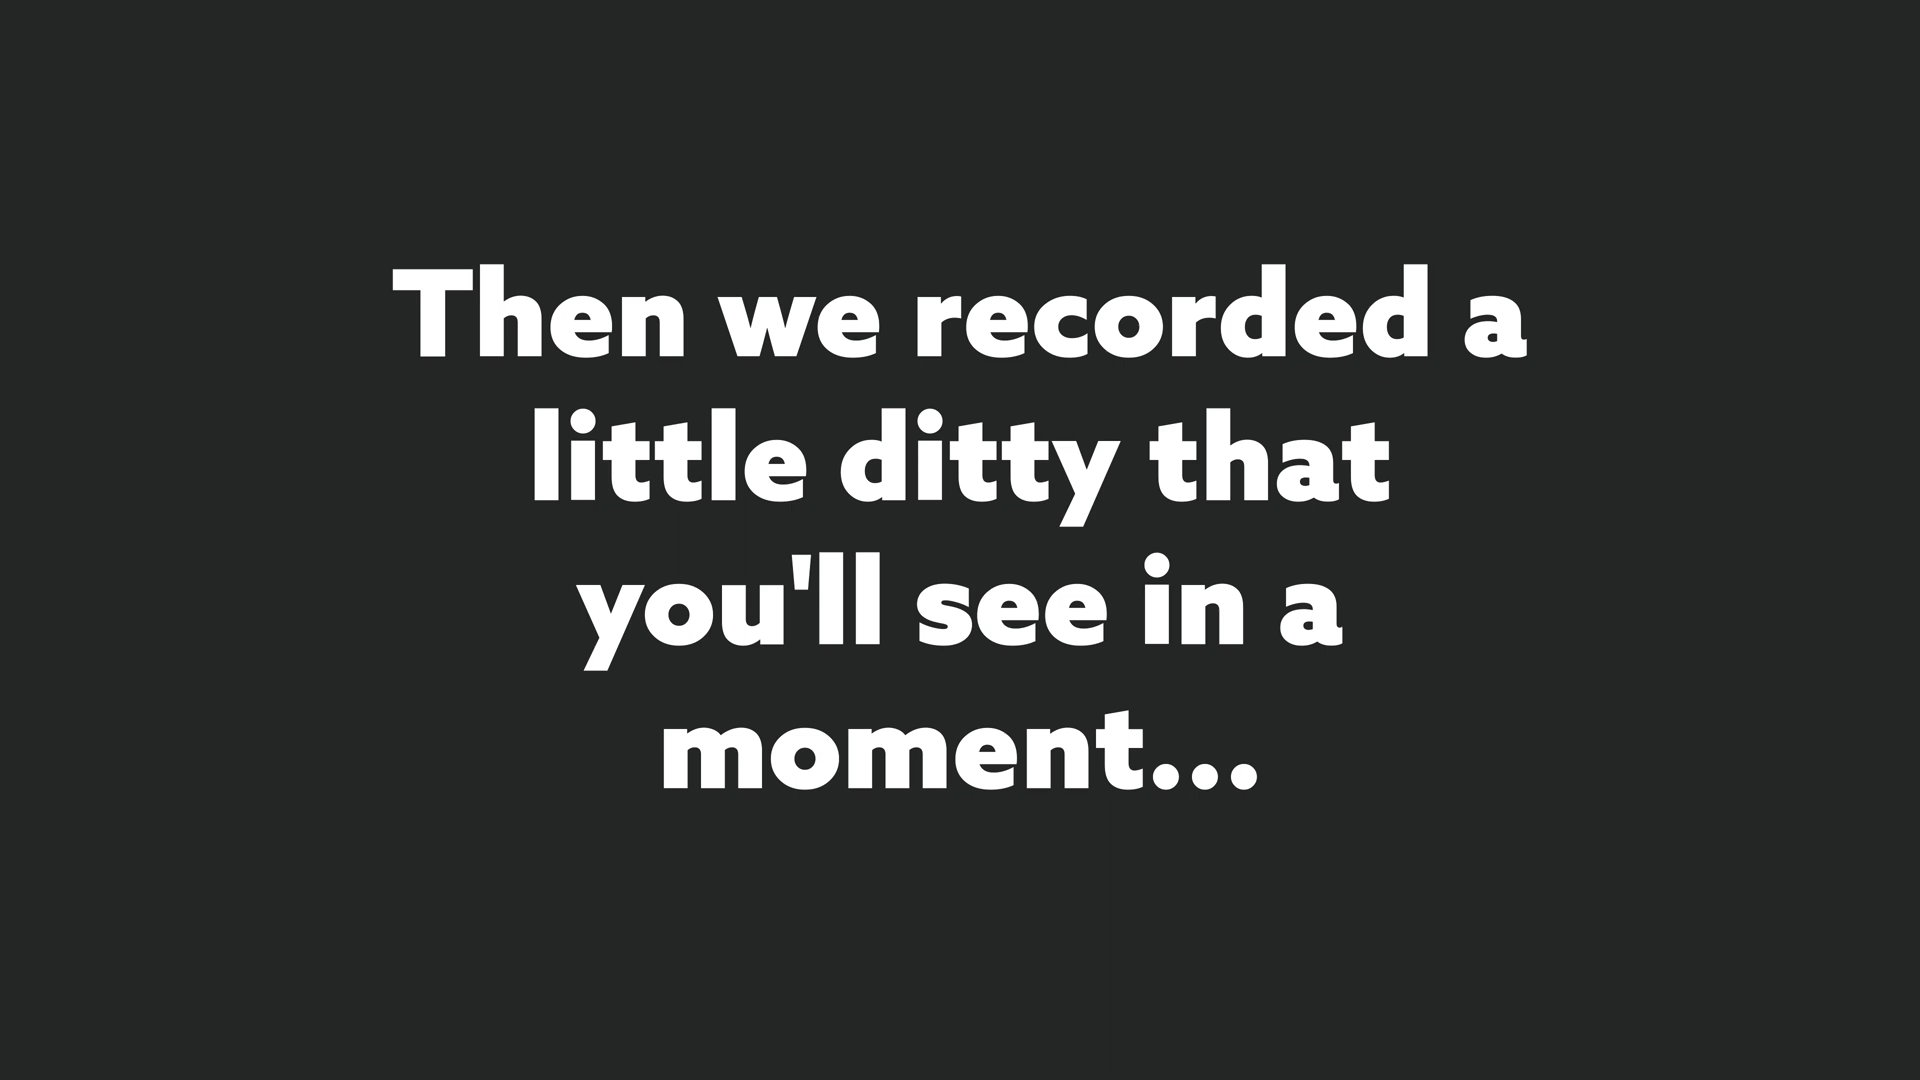 Then we recorded a
little ditty that
you'll see in a
moment...